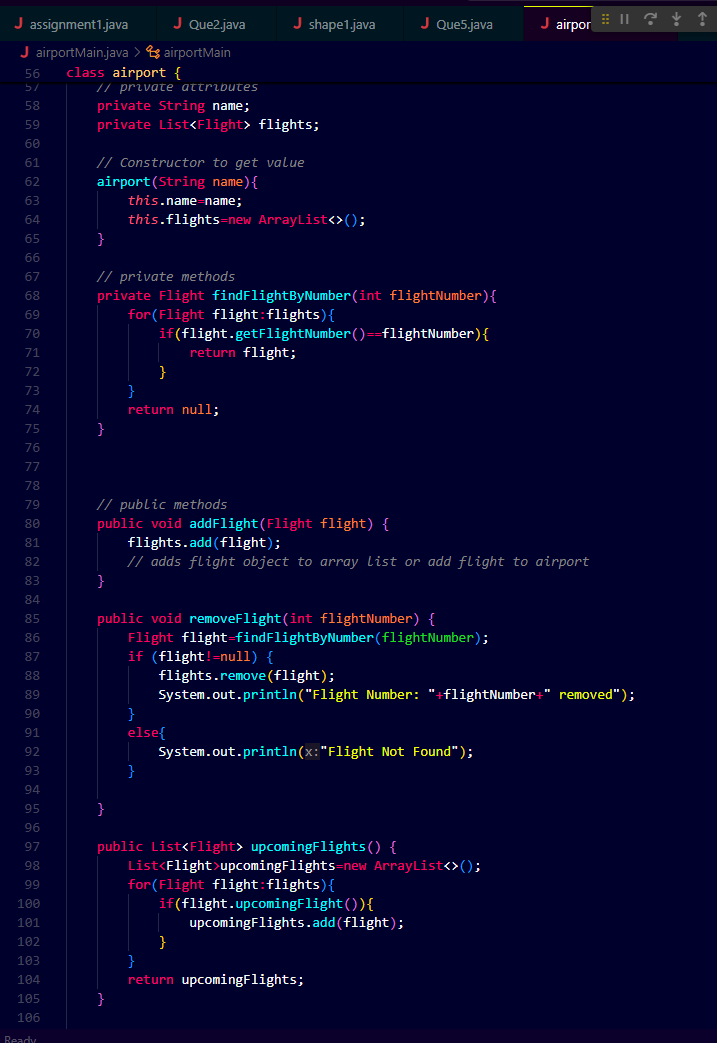 assignment1.java Que2.java shape1.java Que5.java airpor
airportMain.java > airportMain
56 class airport {
57 // private attributes
58 private String name;
59 private List<Flight> flights;
60
61 // Constructor to get value
62 airport(String name){
63 this.name=name;
64 this.flights=new ArrayList<>();
65 }
66
67 // private methods
68 private Flight findFlightByNumber(int flightNumber){
69 for(Flight flight:flights){
70 if(flight.getFlightNumber()==flightNumber){
71 return flight;
72 }
73 }
74 return null;
75 }
76
77
78
79 // public methods
80 public void addFlight(Flight flight) {
81 flights.add(flight);
82 // adds flight object to array list or add flight to airport
83 }
84
85 public void removeFlight(int flightNumber) {
86 Flight flight=findFlightByNumber(flightNumber);
87 if (flight!=null) {
88 flights.remove(flight);
89 System.out.println("Flight Number: "+flightNumber+" removed");
90 }
91 else{
92 System.out.println(x:"Flight Not Found");
93 }
94
95 }
96
97 public List<Flight> upcomingFlights() {
98 List<Flight>upcomingFlights=new ArrayList<>();
99 for(Flight flight:flights){
100 if(flight.upcomingFlight()){
101 upcomingFlights.add(flight);
102 }
103 }
104 return upcomingFlights;
105 }
106
Ready